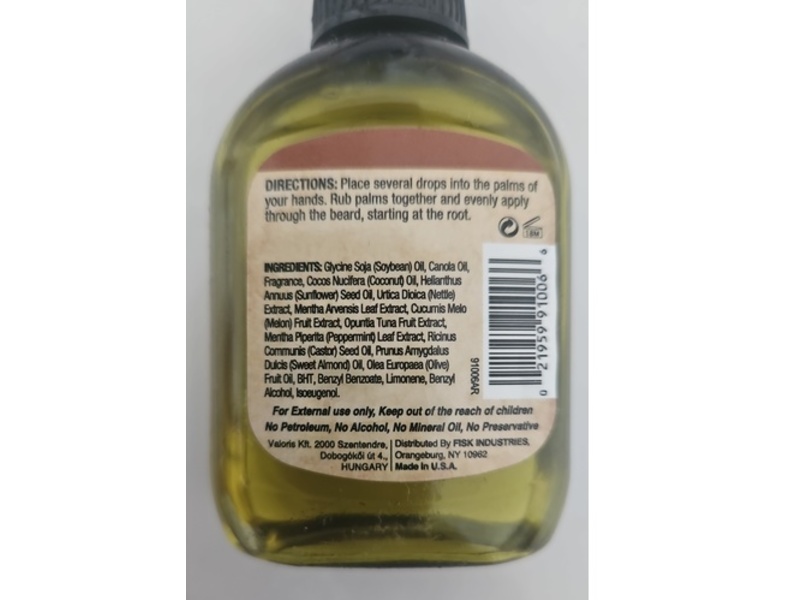 DIRECTIONS: Place several drops into the palms of
your hands. Rub palms together and evenly apply
through the beard, starting at the root.
18M
INGREDIENTS: Glycine Soja (Soybean) Oil, Canola Oil,
Fragrance, Cocos Nucifera (Coconut) Oil, Helianthus
Annuus (Sunflower) Seed Oil, Urtica Dioica (Nettle)
Extract, Mentha Arvensis Leaf Extract, Cucumis Melo
(Melon) Fruit Extract, Opuntia Tuna Fruit Extract,
Mentha Piperita (Peppermint) Leaf Extract, Ricinus
Communis (Castor) Seed Oil, Prunus Amygdalus
Dulcis (Sweet Almond) Oil, Olea Europaea (Olive)
Fruit Oil, BHT, Benzyl Benzoate, Limonene, Benzyl
Alcohol, Isoeugenol.
91006AR
0 21959 91006 6
For External use only, Keep out of the reach of children
No Petroleum, No Alcohol, No Mineral Oil, No Preservative
Valoris Kft. 2000 Szentendre,
Dobogókői út 4.,
HUNGARY
Distributed By FISK INDUSTRIES,
Orangeburg, NY 10962
Made in U.S.A.